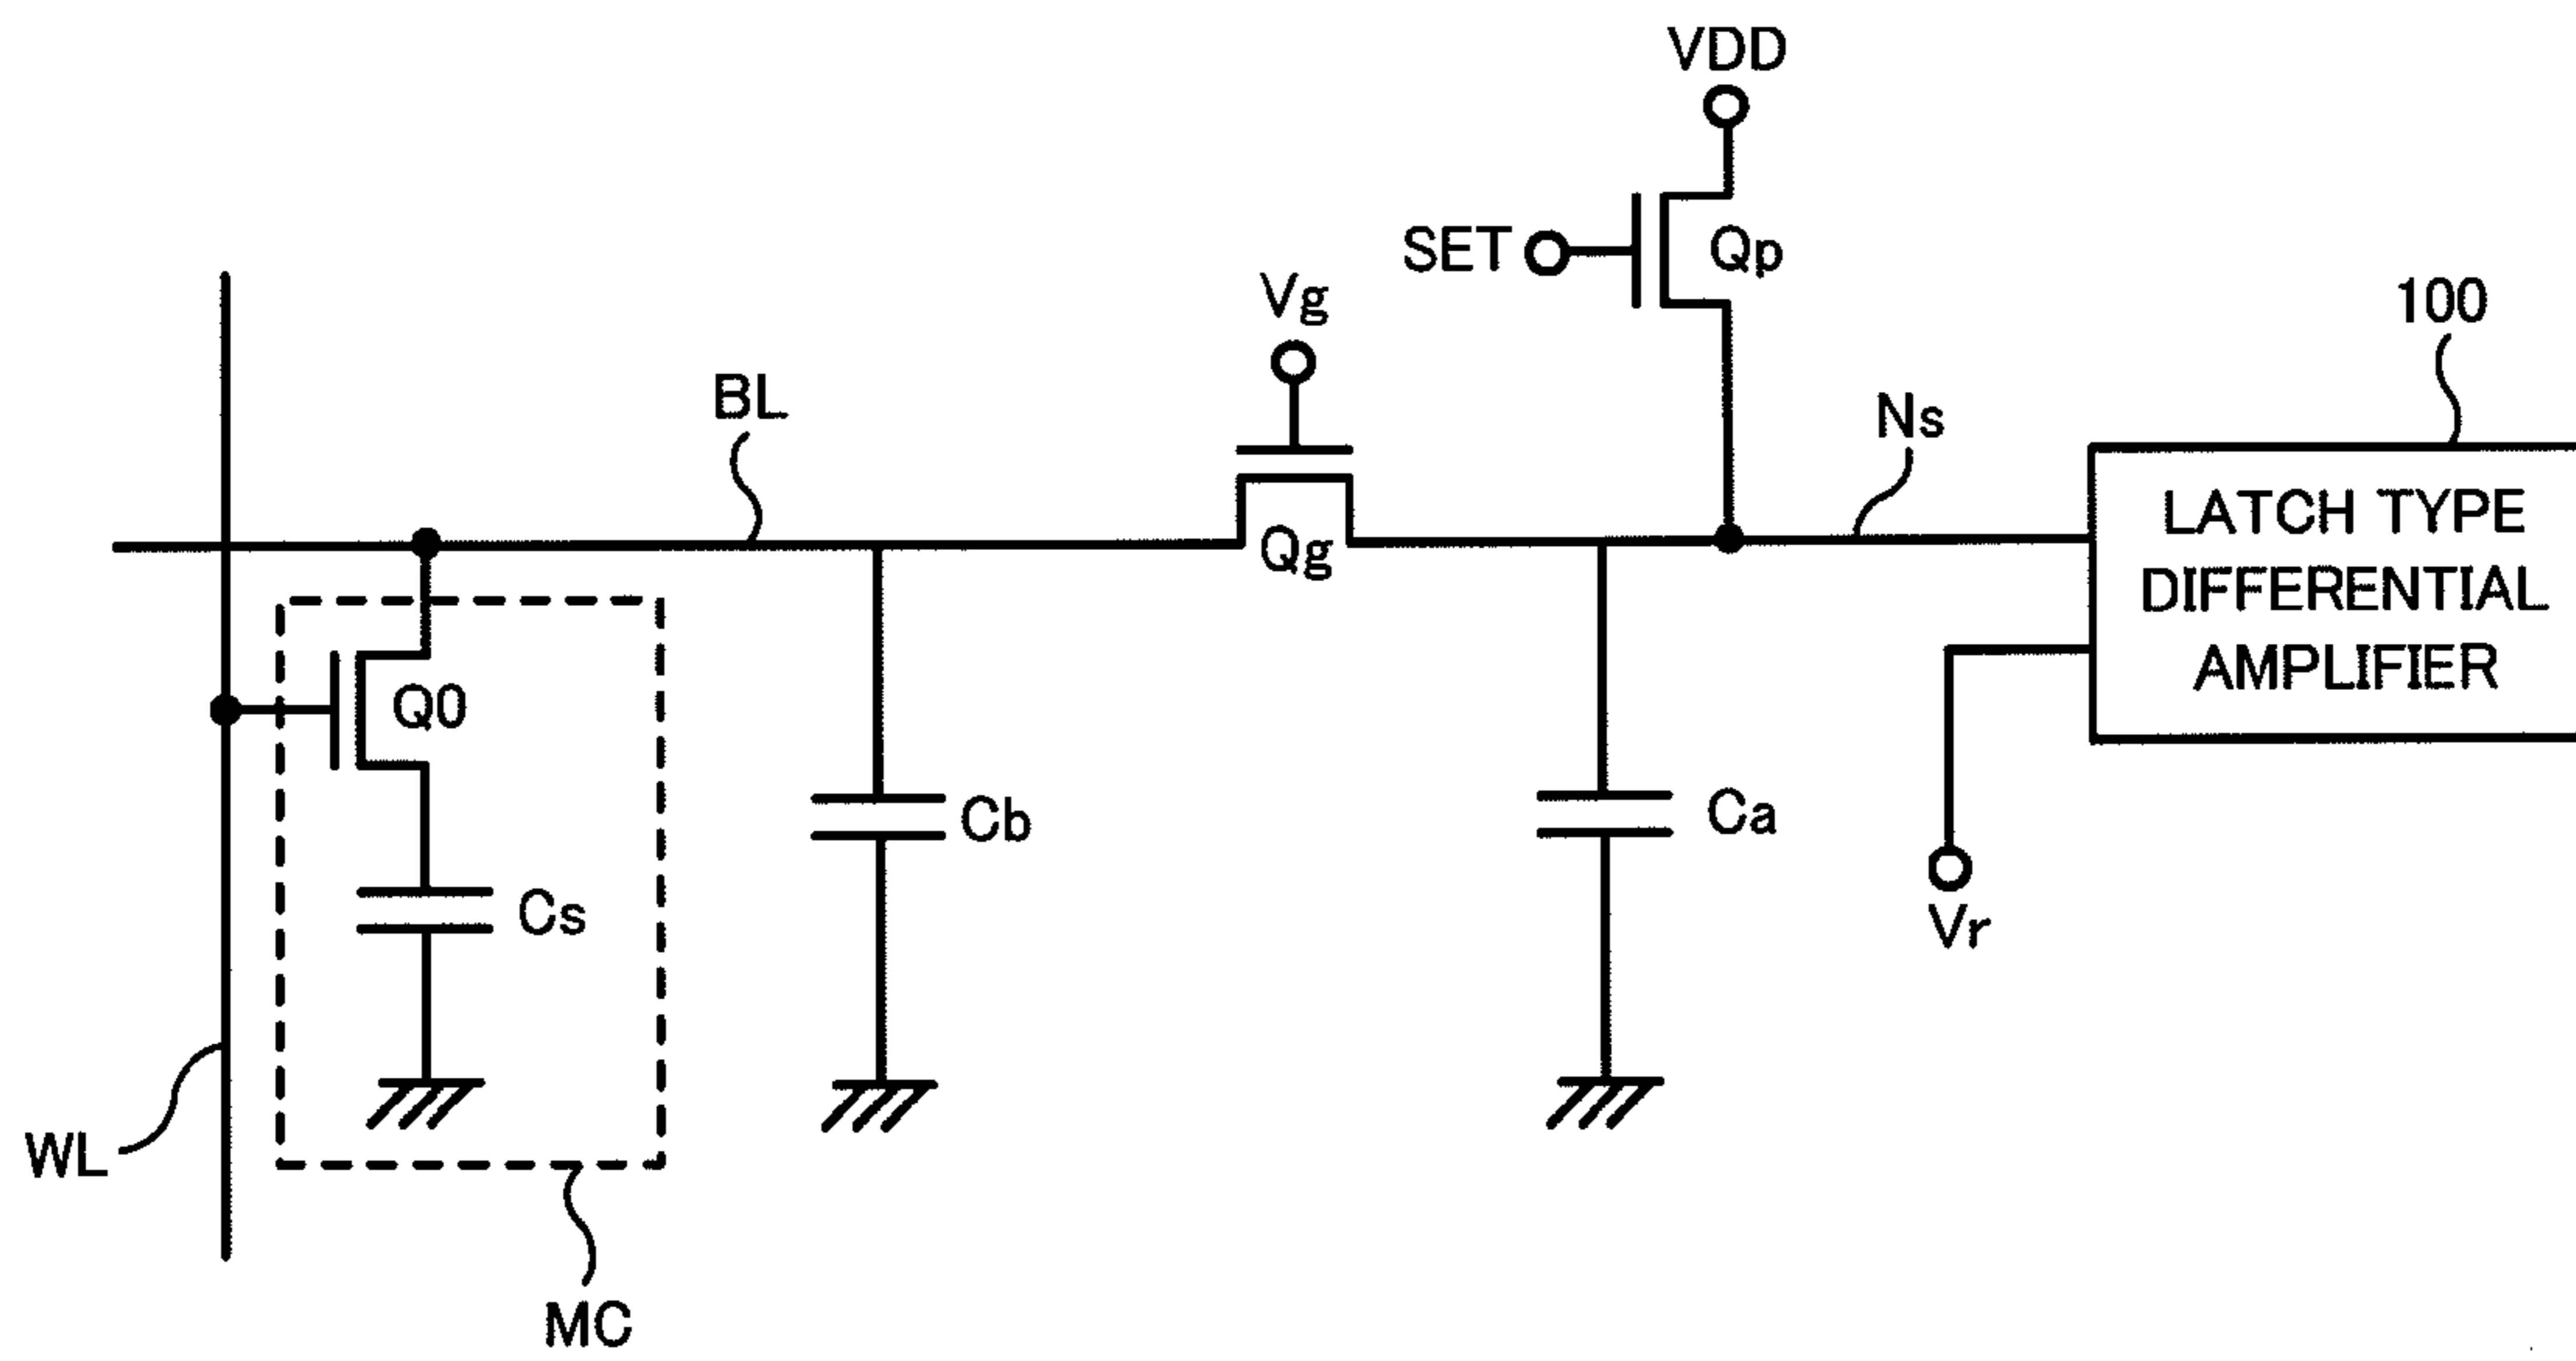 VDD
SET
Qp
Vg
100
BL
Ns
LATCH TYPE
DIFFERENTIAL
AMPLIFIER
Qg
Q0
Cb
Ca
Cs
Vr
WL
MC